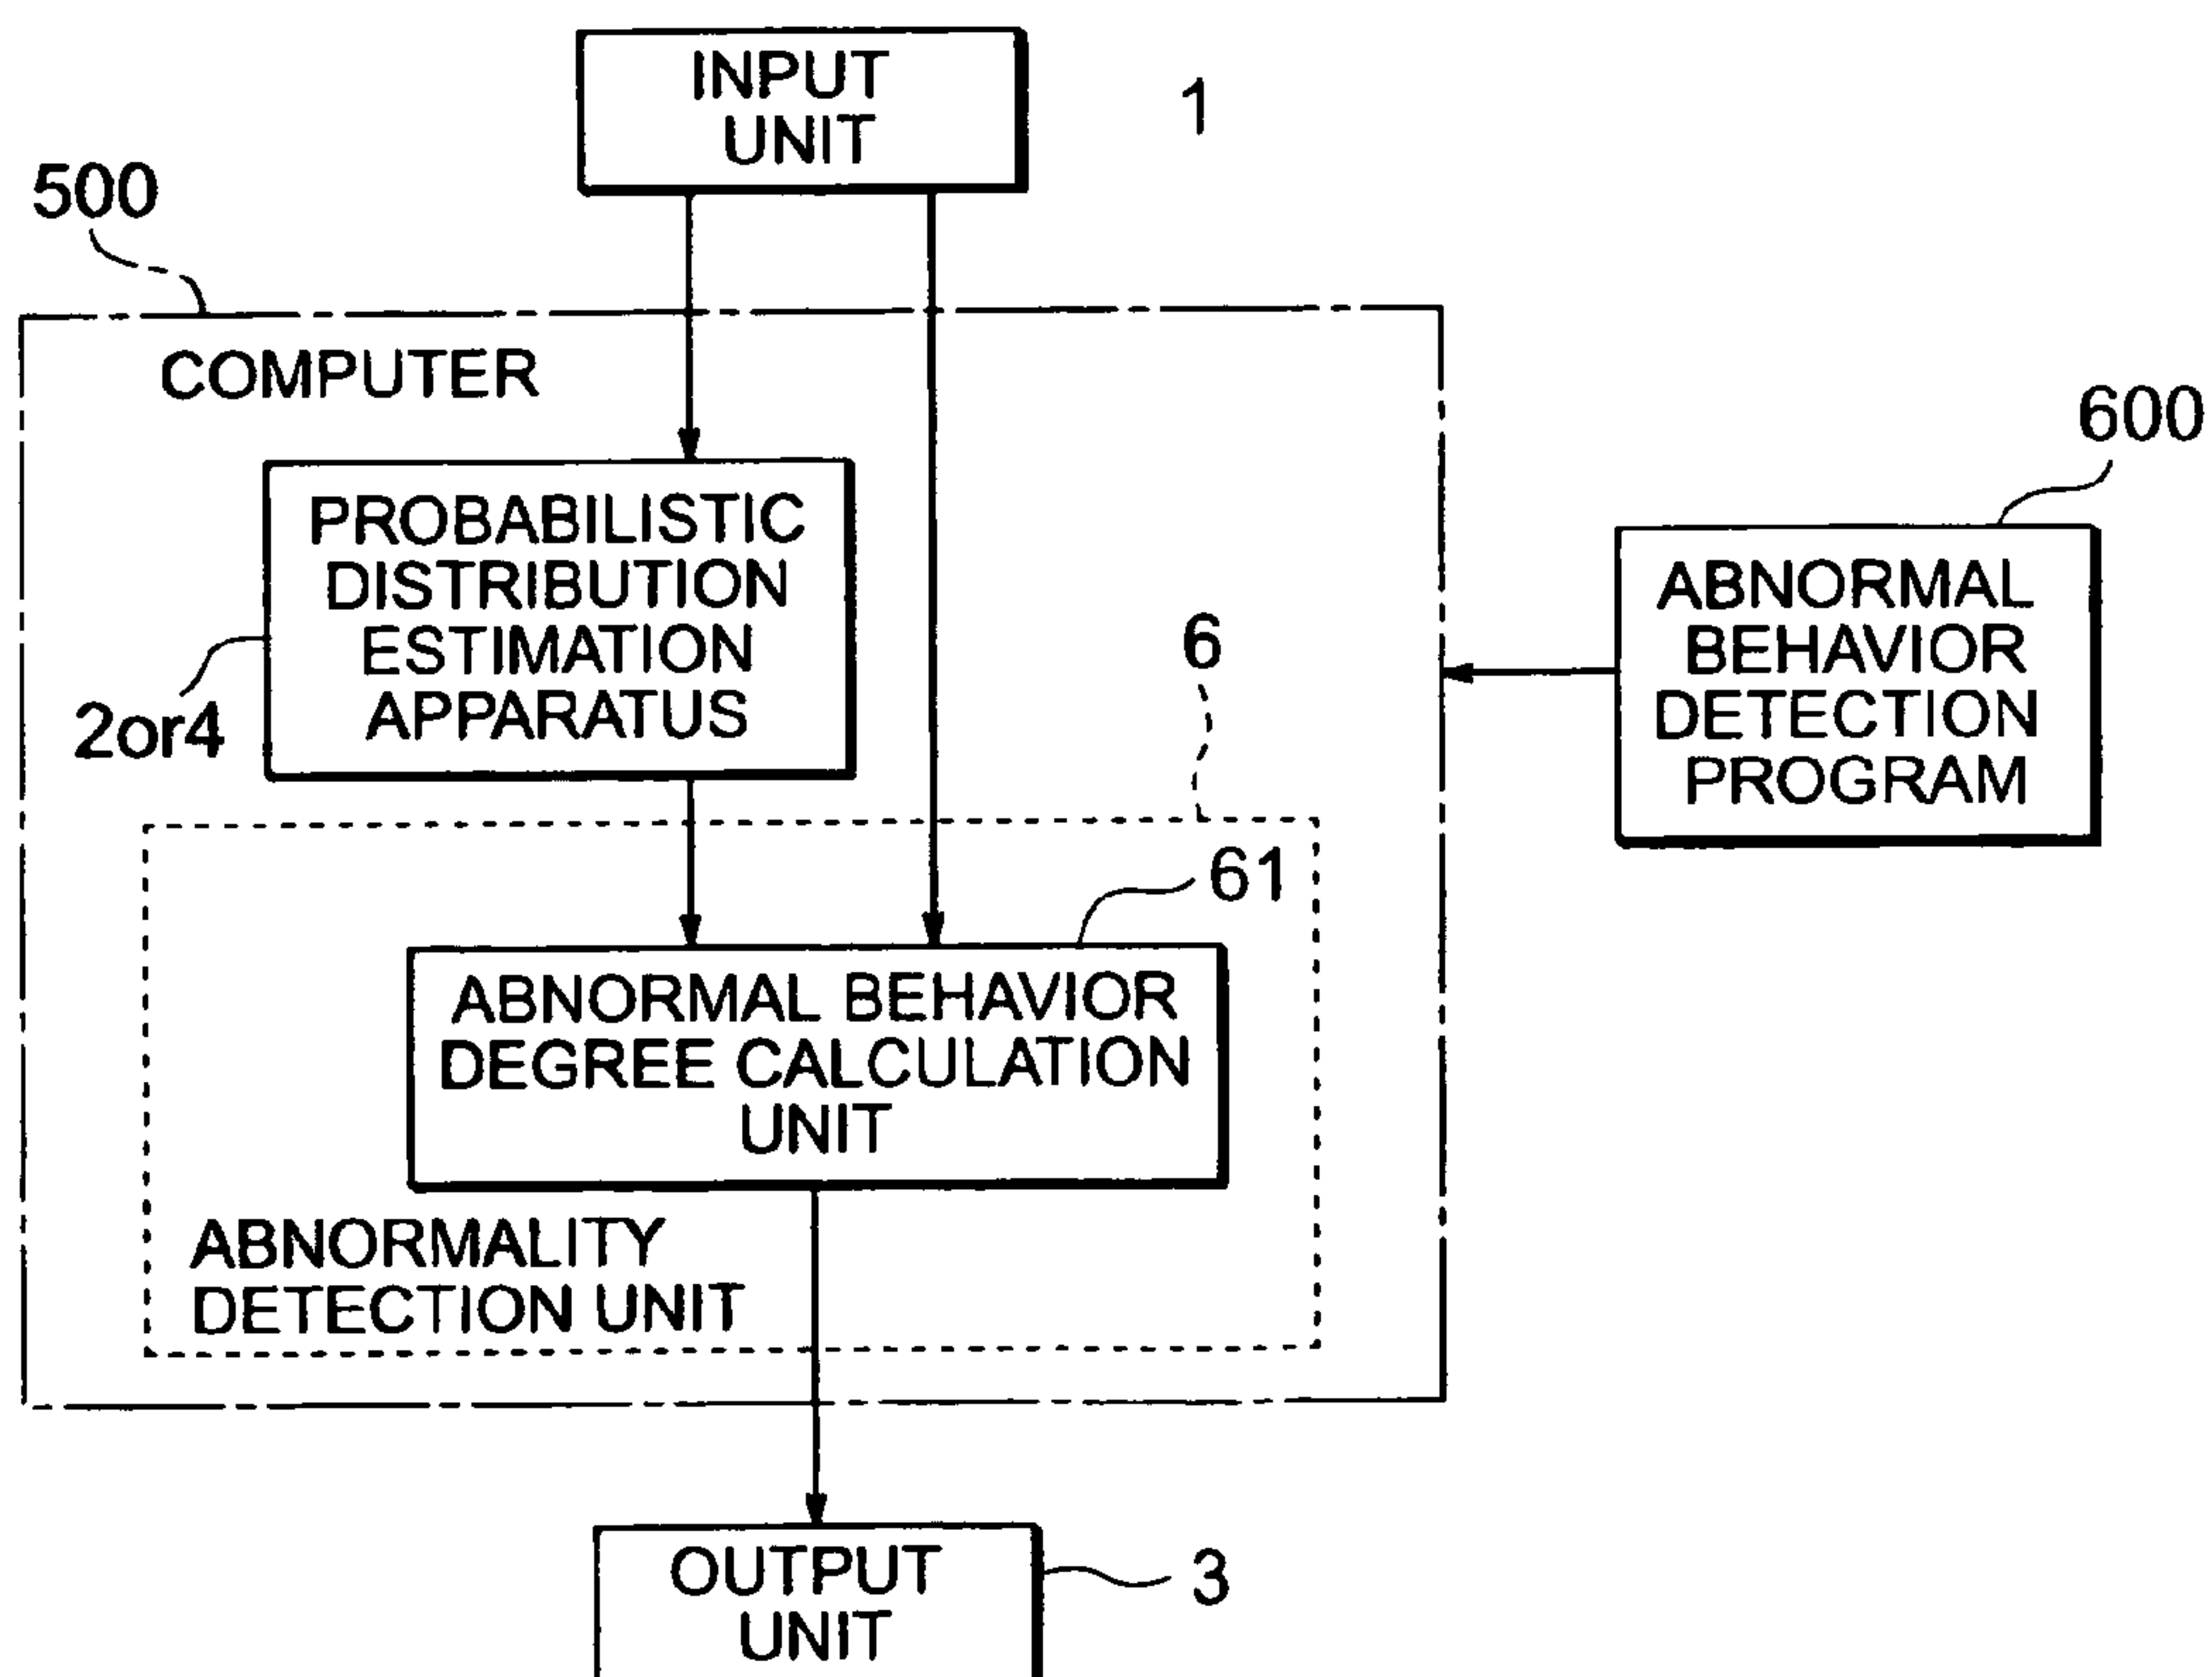 INPUT
UNIT
1
500
COMPUTER
600
PROBABILISTIC
DISTRIBUTION
ESTIMATION
APPARATUS
2or4
ABNORMAL
BEHAVIOR
DETECTION
PROGRAM
6
61
ABNORMAL BEHAVIOR
DEGREE CALCULATION
UNIT
ABNORMALITY
DETECTION UNIT
OUTPUT
UNIT
3